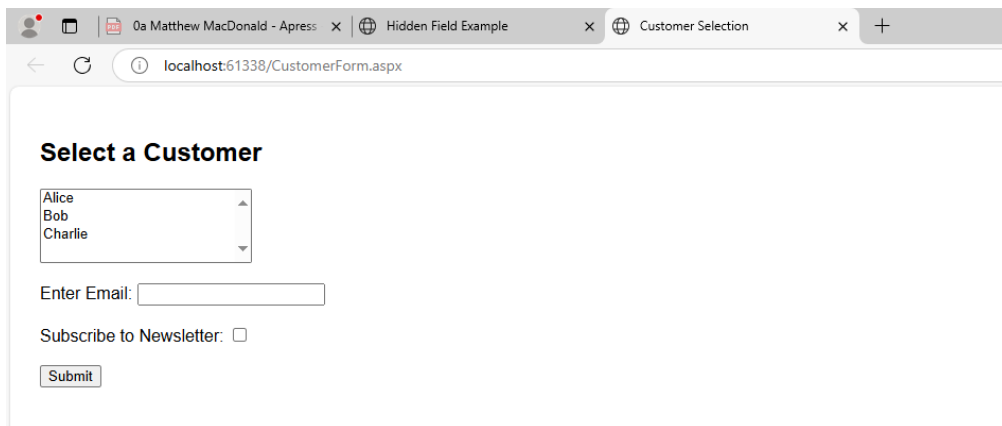 0a Matthew MacDonald - Apress
Hidden Field Example
Customer Selection
localhost:61338/CustomerForm.aspx
Select a Customer
Alice
Bob
Charlie
Enter Email:
Subscribe to Newsletter:
Submit